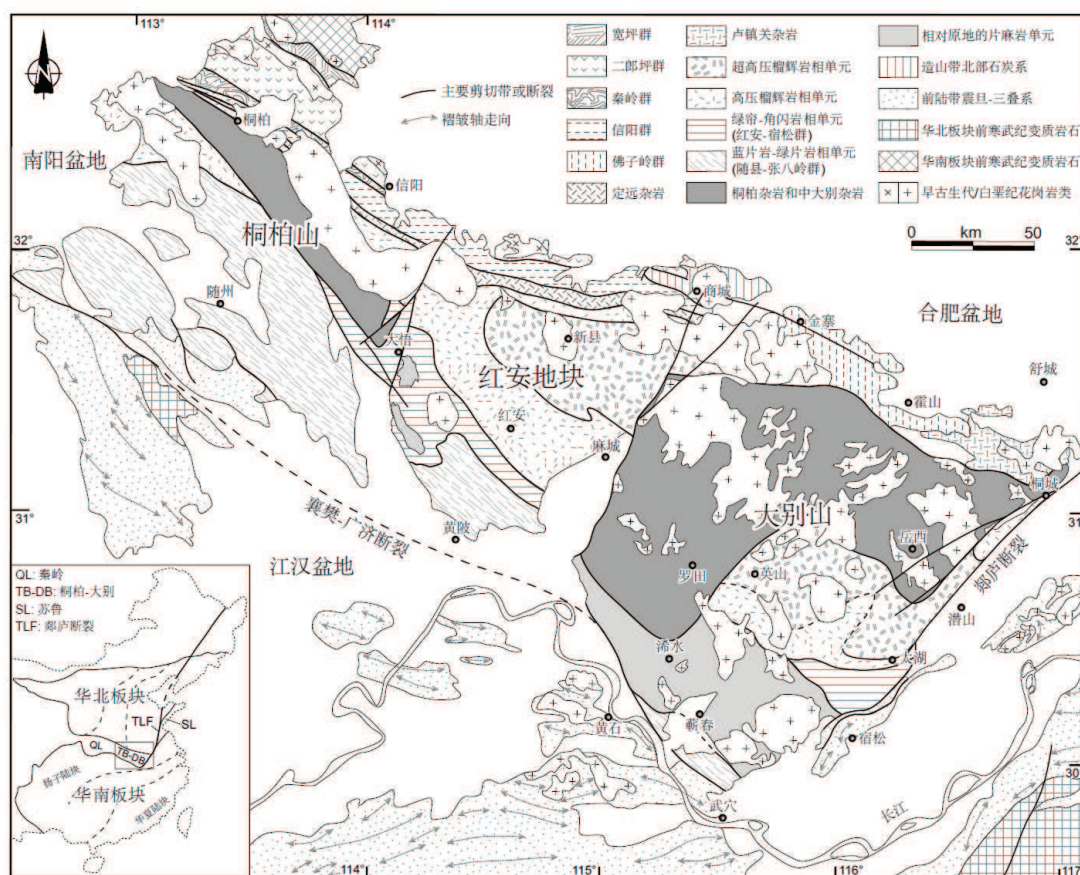 113°
114°
宽坪群
二郎坪群
秦岭群
信阳群
佛子岭群
定远杂岩
卢镇关杂岩
超高压榴辉岩相单元
高压榴辉岩相单元
绿帘-角闪岩相单元
(红安-宿松群)
蓝片岩-绿片岩相单元
(随县-张八岭群)
桐柏杂岩和中大别杂岩
相对原地的片麻岩单元
造山带北部石炭系
前陆带震旦-三叠系
华北板块前寒武纪变质岩石
华南板块前寒武纪变质岩石
早古生代/白垩纪花岗岩类
主要剪切带或断裂
褶皱轴走向
0 km 50
南阳盆地
桐柏
信阳
桐柏山
32°
32°
随州
商城
合肥盆地
金寨
新县
大悟
红安地块
舒城
霍山
红安
麻城
桐城
31°
31
襄樊-广济断裂
黄陂
大别山
岳西
郯庐断裂
江汉盆地
罗田
英山
潜山
浠水
太湖
黄石
蕲春
宿松
30
武穴
长江
QL: 秦岭
TB-DB: 桐柏-大别
SL: 苏鲁
TLF: 郯庐断裂
华北板块
TLF
SL
QL
TB-DB
扬子陆块
华南板块
华夏陆块
114°
115°
116°
117